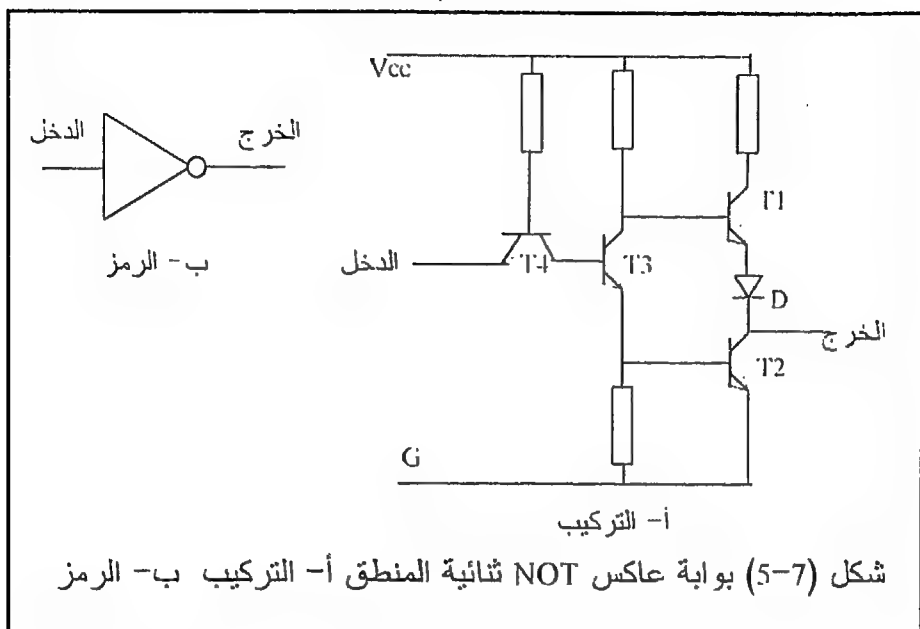 Vcc
الدخل
الخرج
T1
ب- الرمز
الدخل
T4
T3
D
الخرج
T2
G
أ- التركيب
شكل (7-5) بوابة عاكس NOT ثنائية المنطق أ- التركيب ب- الرمز